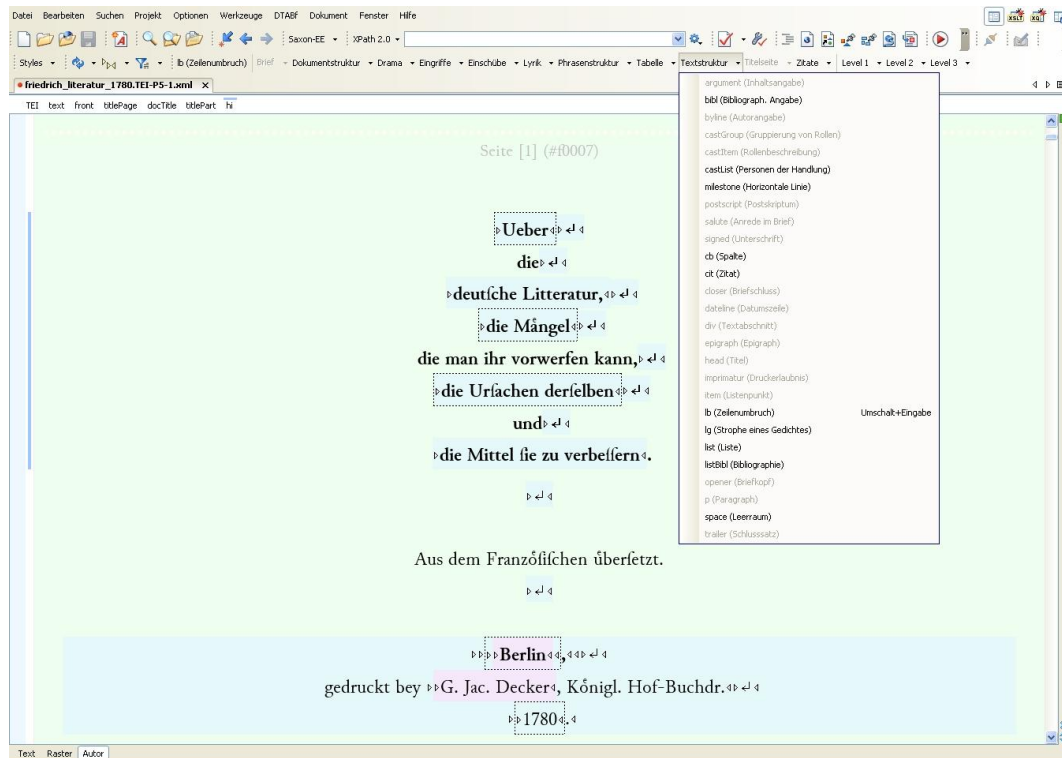 Datei Bearbeiten Suchen Projekt Optionen Werkzeuge DTABf Dokument Fenster Hilfe
Saxon-EE XPath 2.0
Styles lb (Zeilenumbruch) Brief Dokumentstruktur Drama Eingriffe Einschübe Lyrik Phrasenstruktur Tabelle Textstruktur Titelseite Zitate Level 1 Level 2 Level 3
friedrich_literatur_1780.TEI-P5-1.xml
TEI text front titlePage docTitle titlePart hi
argument (Inhaltsangabe)
bibl (Bibliograph. Angabe)
byline (Autorangabe)
castGroup (Gruppierung von Rollen)
castItem (Rollenbeschreibung)
castList (Personen der Handlung)
milestone (Horizontale Linie)
postscript (Postskriptum)
salute (Anrede im Brief)
signed (Unterschrift)
cb (Spalte)
cit (Zitat)
closer (Briefschluss)
dateline (Datumszeile)
div (Textabschnitt)
epigraph (Epigraph)
head (Titel)
imprimatur (Druckerlaubnis)
item (Listenpunkt)
lb (Zeilenumbruch) Umschalt+Eingabe
lg (Strophe eines Gedichtes)
list (Liste)
listBibl (Bibliographie)
opener (Briefkopf)
p (Paragraph)
space (Leerraum)
trailer (Schlusssatz)
Seite [1] (#f0007)
Ueber
die
deutſche Litteratur,
die Maͤngel
die man ihr vorwerfen kann,
die Urſachen derſelben
und
die Mittel ſie zu verbeſſern.
Aus dem Franzoͤſiſchen uͤberſetzt.
Berlin,
gedruckt bey G. Jac. Decker, Koͤnigl. Hof-Buchdr.
1780.
Text Raster Autor